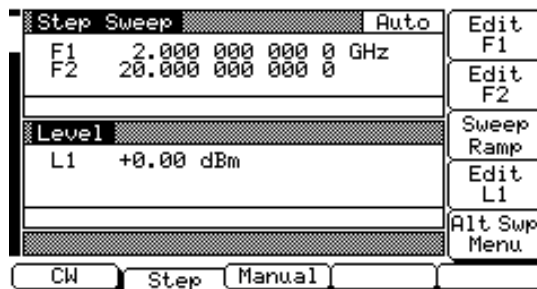 Step Sweep Auto
F1 2.000 000 000 0 GHz
F2 20.000 000 000 0
Level
L1 +0.00 dBm
Edit
F1
Edit
F2
Sweep
Ramp
Edit
L1
Alt Swp
Menu
CW Step Manual